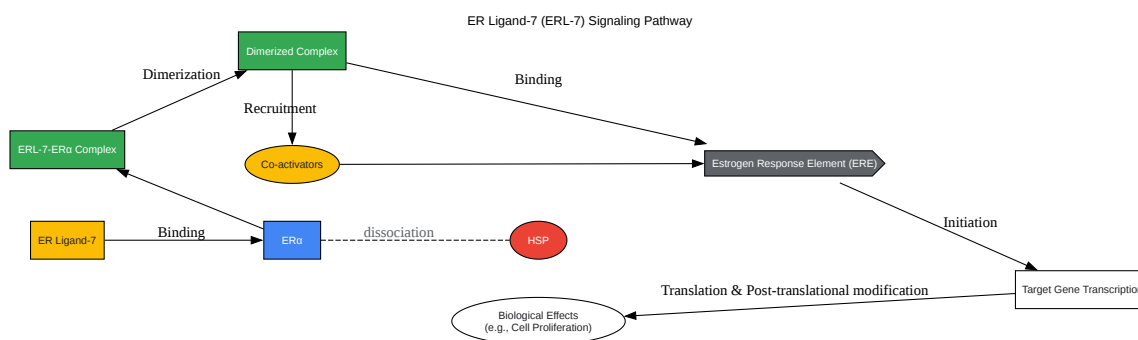 ER Ligand-7 (ERL-7) Signaling Pathway
Dimerized Complex
Dimerization
Binding
Recruitment
ERL-7-ERα Complex
Co-activators
Estrogen Response Element (ERE)
ER Ligand-7
Binding
ERα
dissociation
HSP
Initiation
Target Gene Transcription
Translation & Post-translational modification
Biological Effects
(e.g., Cell Proliferation)